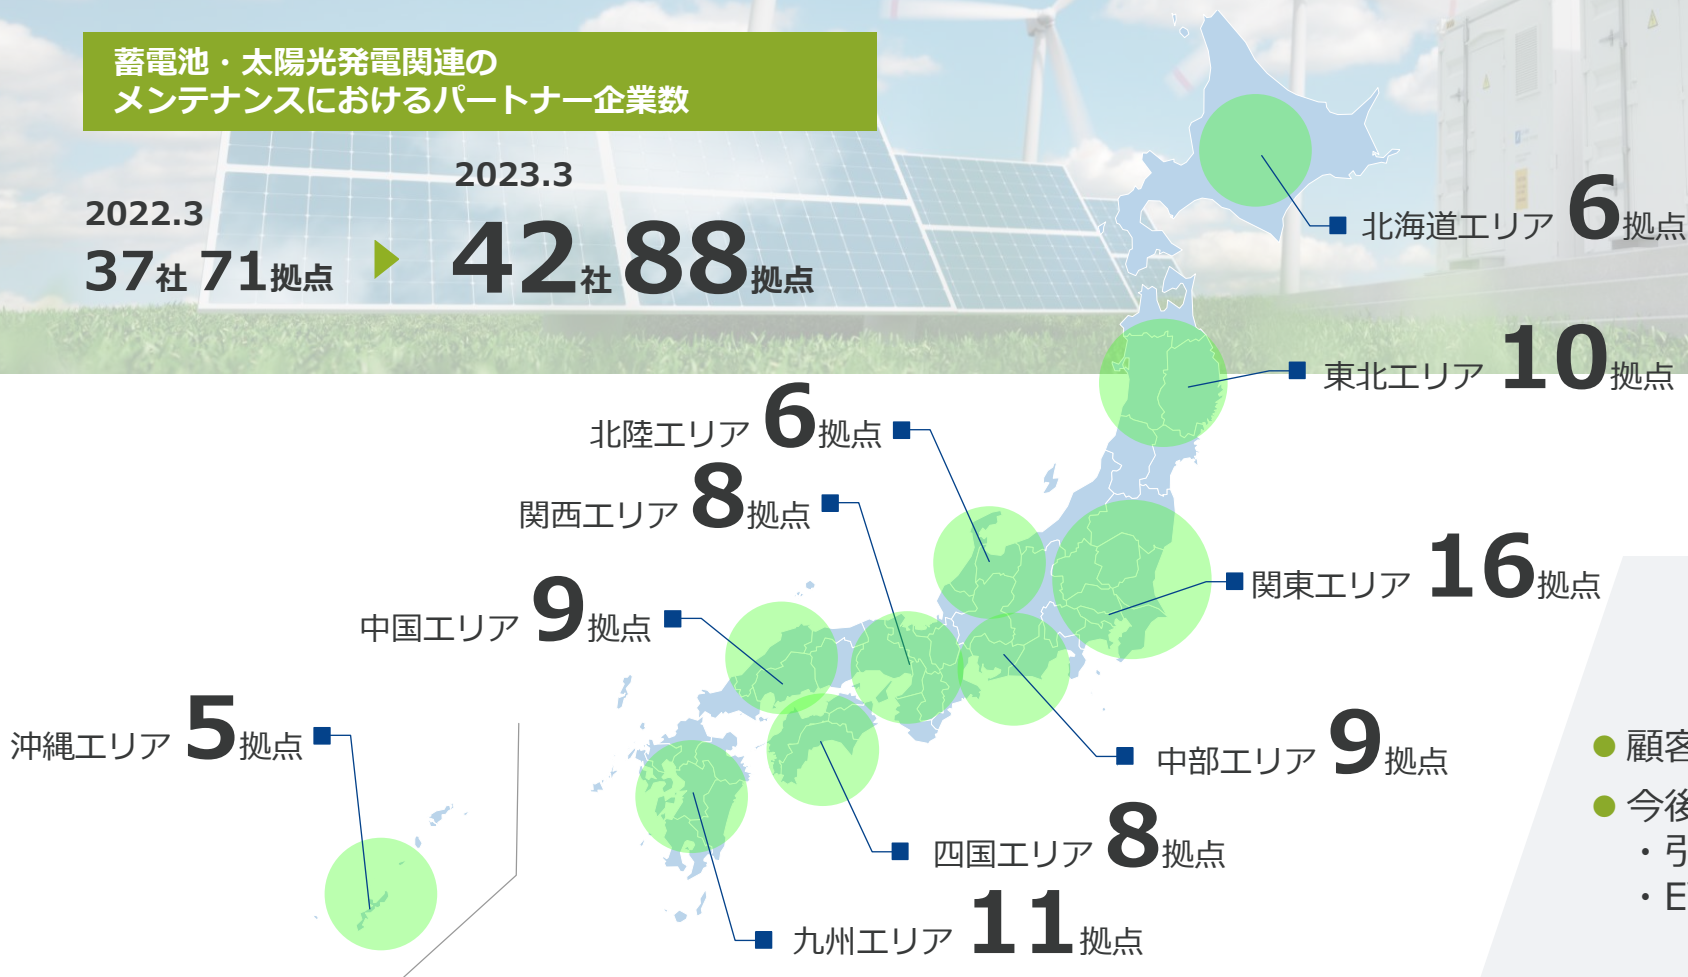 蓄電池・太陽光発電関連の
メンテナンスにおけるパートナー企業数
2022.3
37社 71拠点
2023.3
42社 88拠点
北海道エリア 6拠点
東北エリア 10拠点
北陸エリア 6拠点
関西エリア 8拠点
関東エリア 16拠点
中国エリア 9拠点
沖縄エリア 5拠点
中部エリア 9拠点
四国エリア 8拠点
九州エリア 11拠点
● 顧客
● 今後
・引
・E